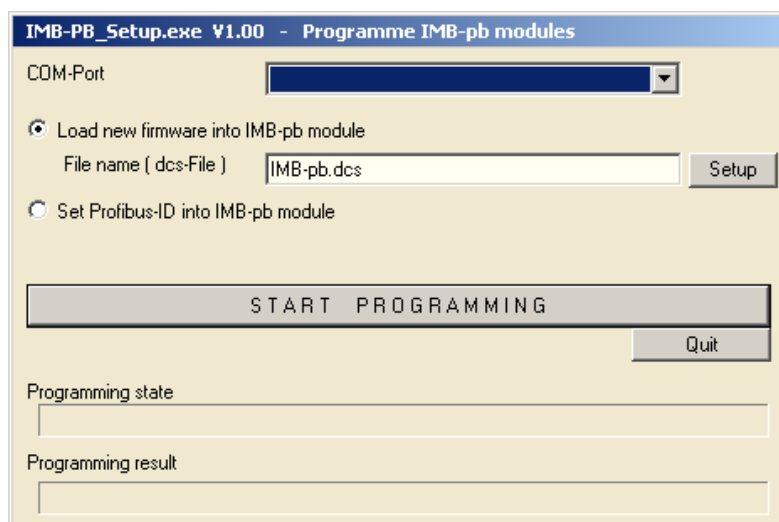 IMB-PB_Setup.exe V1.00 - Programme IMB-pb modules
COM-Port
Load new firmware into IMB-pb module
File name ( dcs-File ) IMB-pb.dcs Setup
Set Profibus-ID into IMB-pb module
START PROGRAMMING
Quit
Programming state
Programming result